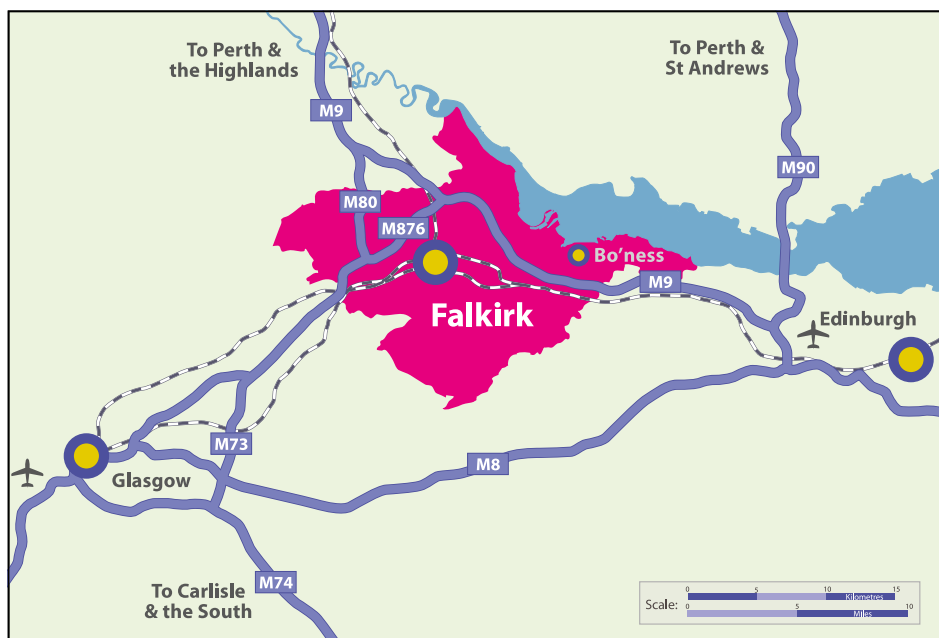 To Perth &
the Highlands
To Perth &
St Andrews
M9
M90
M80
M876
Bo'ness
M9
Falkirk
Edinburgh
M73
M8
Glasgow
M74
To Carlisle
& the South
0 5 10 15
Kilometres
Scale:
0 5 10
Miles